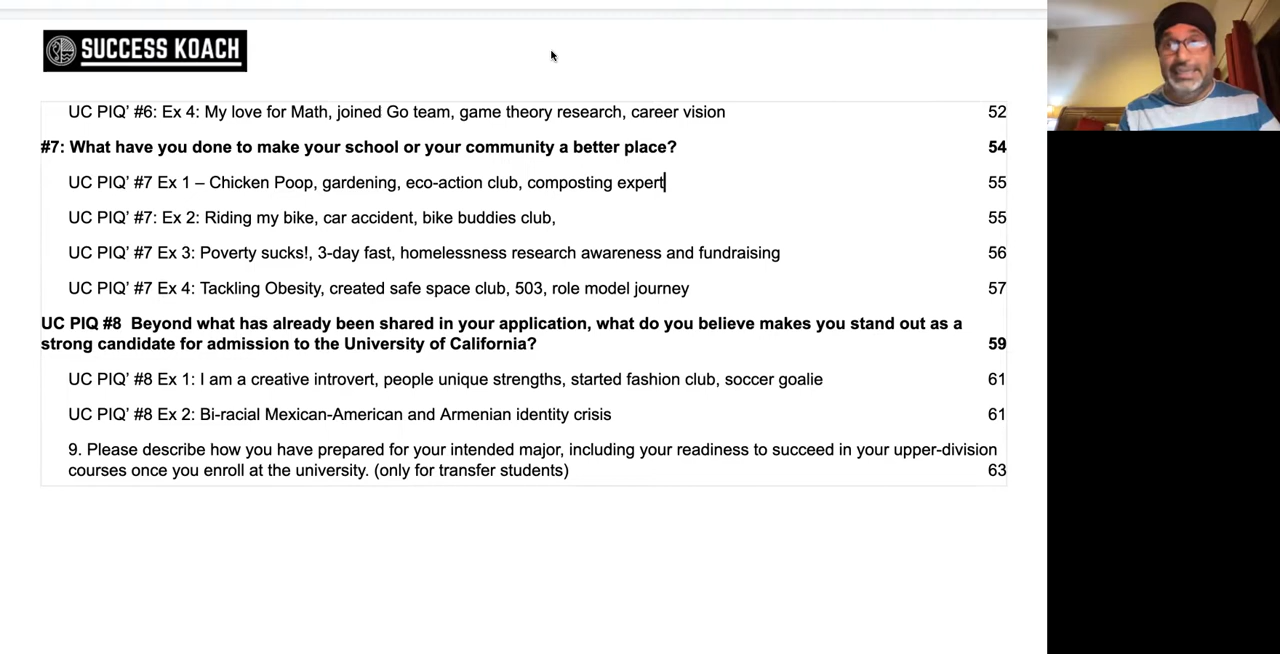 SUCCESS KOACH
UC PIQ' #6: Ex 4: My love for Math, joined Go team, game theory research, career vision 52
#7: What have you done to make your school or your community a better place? 54
UC PIQ' #7 Ex 1 – Chicken Poop, gardening, eco-action club, composting expert 55
UC PIQ' #7: Ex 2: Riding my bike, car accident, bike buddies club, 55
UC PIQ' #7 Ex 3: Poverty sucks!, 3-day fast, homelessness research awareness and fundraising 56
UC PIQ' #7 Ex 4: Tackling Obesity, created safe space club, 503, role model journey 57
UC PIQ #8  Beyond what has already been shared in your application, what do you believe makes you stand out as a
strong candidate for admission to the University of California? 59
UC PIQ' #8 Ex 1: I am a creative introvert, people unique strengths, started fashion club, soccer goalie 61
UC PIQ' #8 Ex 2: Bi-racial Mexican-American and Armenian identity crisis 61
9. Please describe how you have prepared for your intended major, including your readiness to succeed in your upper-division
courses once you enroll at the university. (only for transfer students) 63